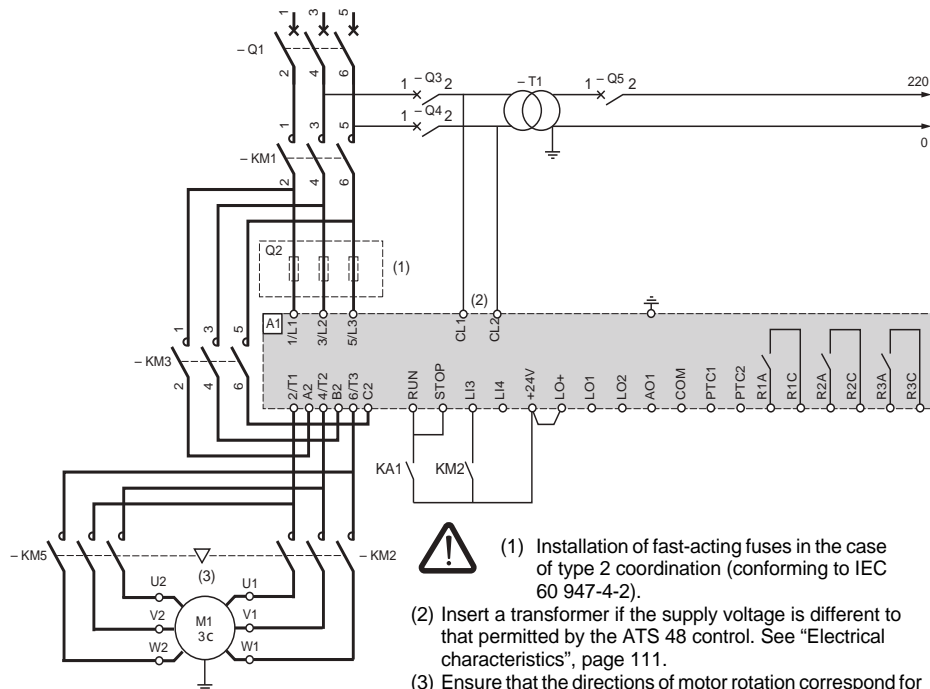 1 3 5
– Q1
2 4 6
1 – Q3 2
– T1
1 – Q5 2
220
1 – Q4 2
0
1 3 5
– KM1
2 4 6
Q2
(1)
(2)
A1
1/L1 3/L2 5/L3 CL1 CL2
1 3 5
– KM3
2 4 6
2/T1 A2 4/T2 B2 6/T3 C2 RUN STOP LI3 LI4 +24V LO+ LO1 LO2 AO1 COM PTC1 PTC2 R1A R1C R2A R2C R3A R3C
KA1 KM2
– KM5
(3)
– KM2
U2 U1
V2 V1
W2 W1
M1
3c
(1) Installation of fast-acting fuses in the case
of type 2 coordination (conforming to IEC
60 947-4-2).
(2) Insert a transformer if the supply voltage is different to
that permitted by the ATS 48 control. See “Electrical
characteristics”, page 111.
(3) Ensure that the directions of motor rotation correspond for